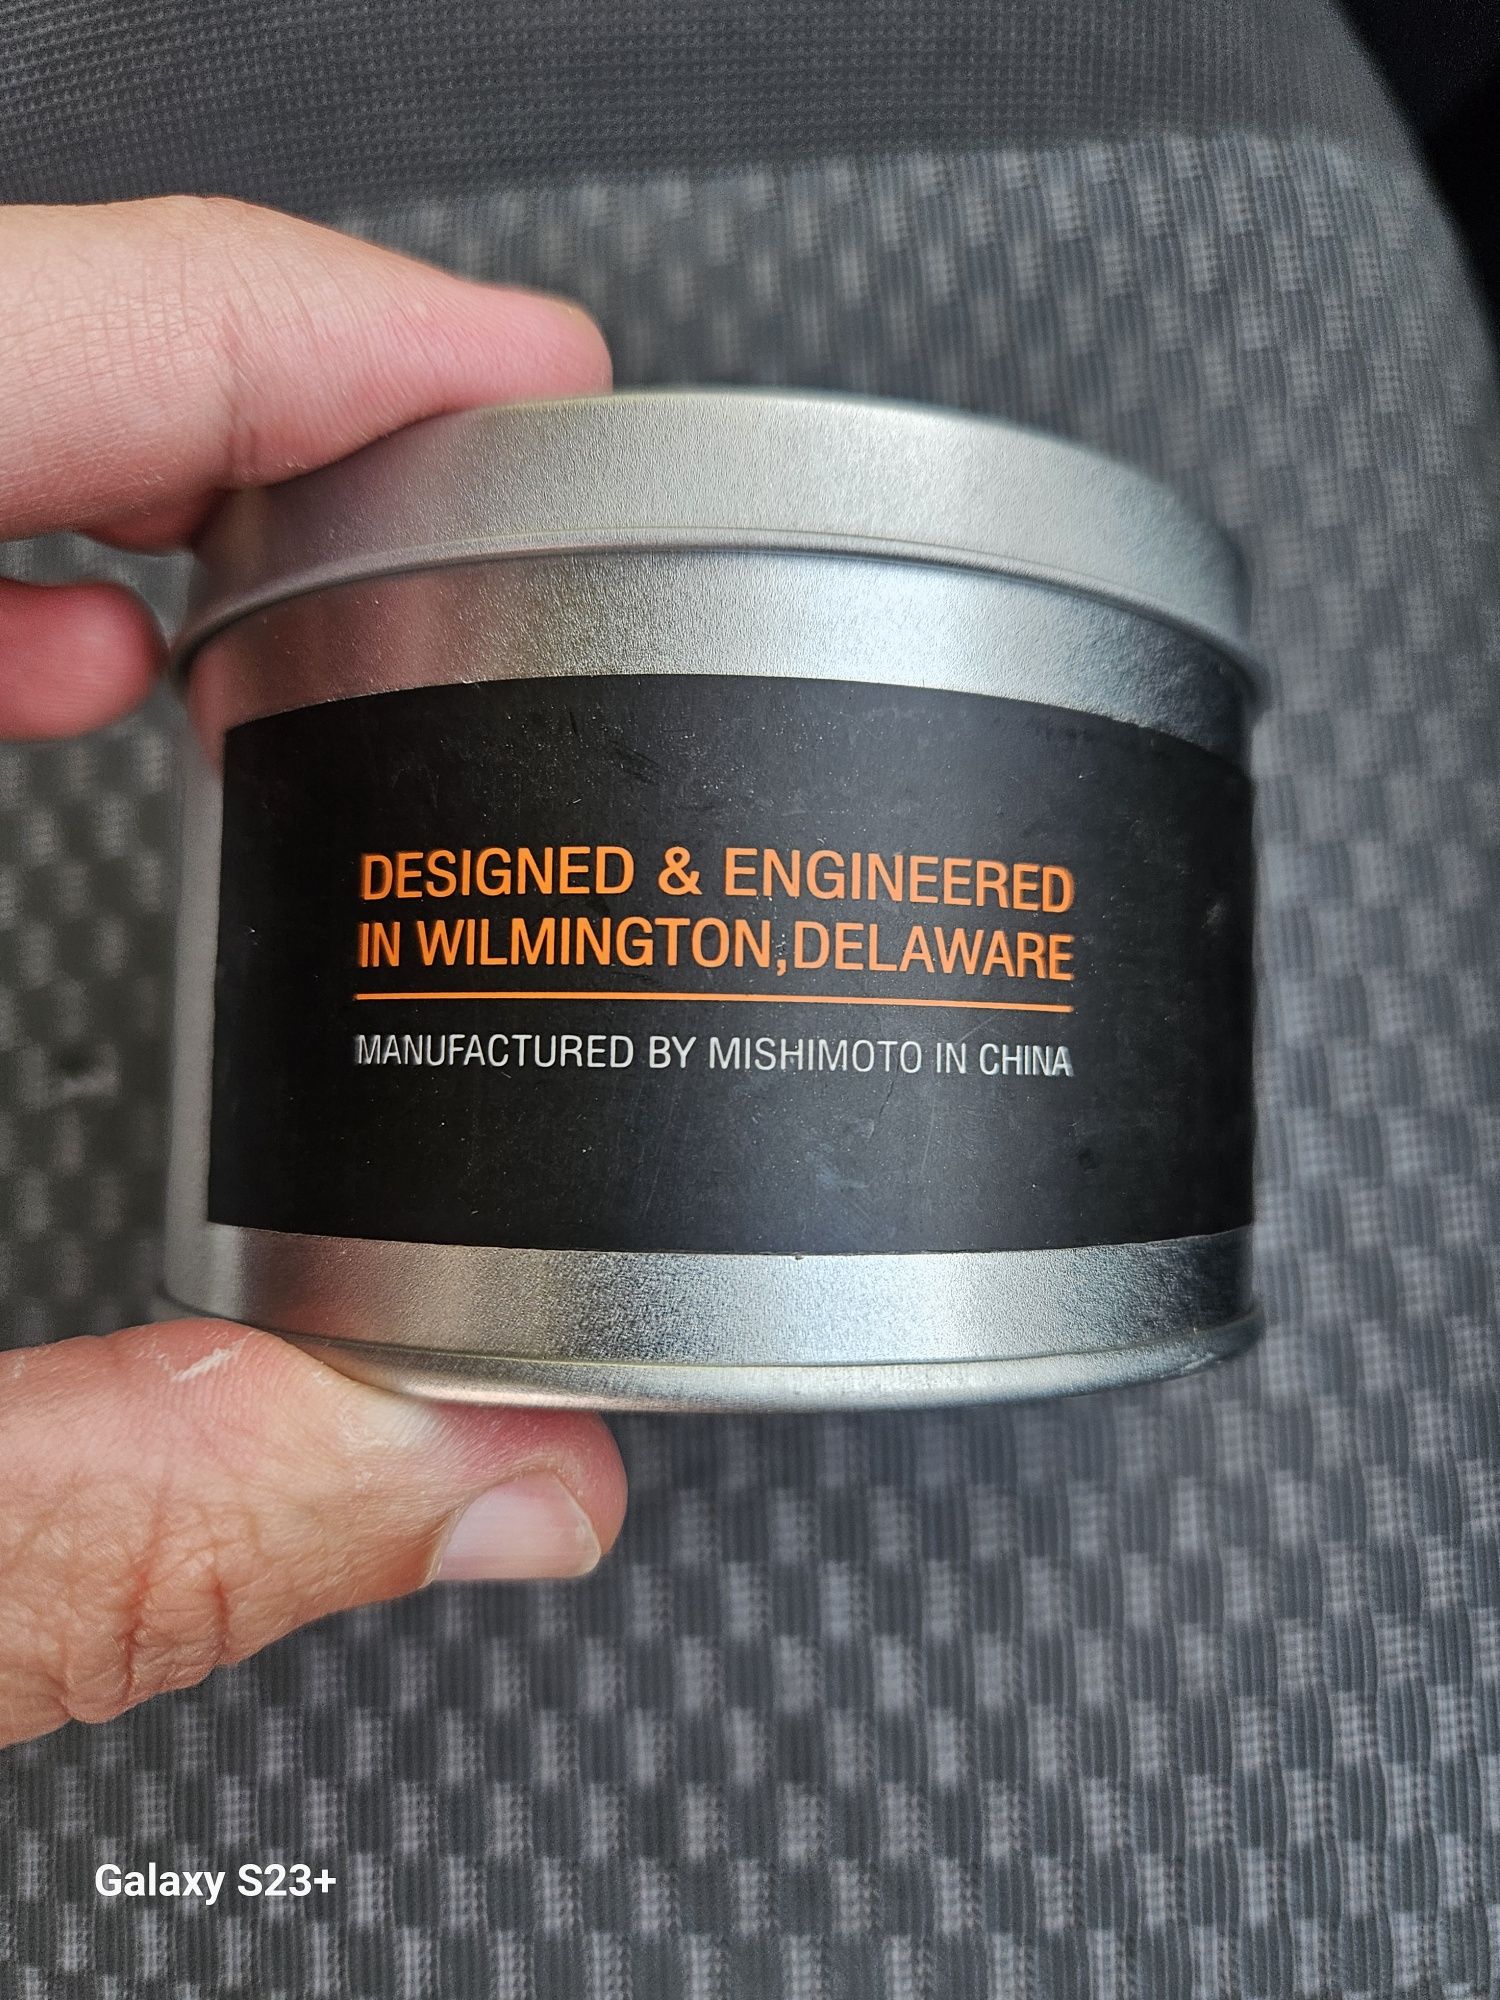 DESIGNED & ENGINEERED
IN WILMINGTON,DELAWARE
MANUFACTURED BY MISHIMOTO IN CHINA
Galaxy S23+